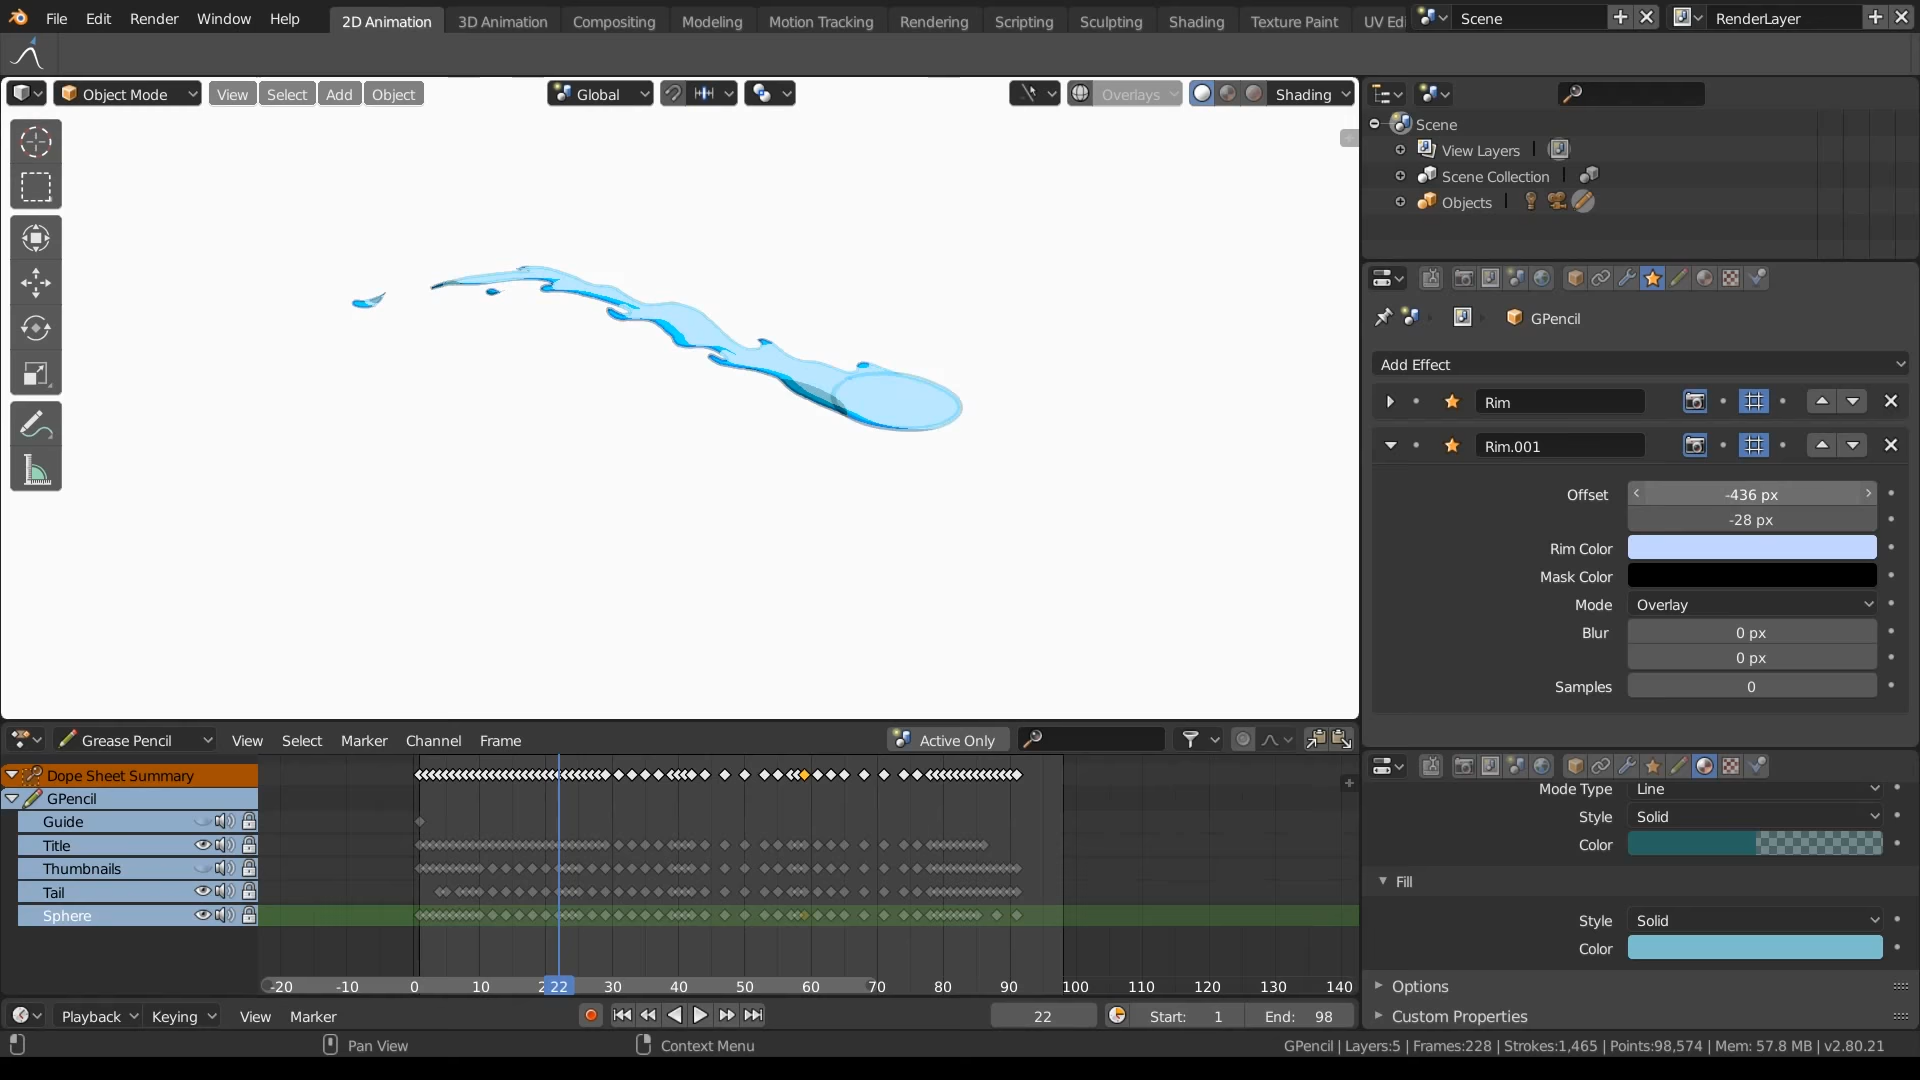 File Edit Render Window Help 2D Animation 3D Animation Compositing Modeling Motion Tracking Rendering Scripting Sculpting Shading Texture Paint UV Edi Scene RenderLayer
Object Mode View Select Add Object Global Overlays Shading
Scene
View Layers
Scene Collection
Objects
GPencil
Add Effect
Rim
Rim.001
Offset -436 px
-28 px
Rim Color
Mask Color
Mode Overlay
Blur 0 px
0 px
Samples 0
Grease Pencil View Select Marker Channel Frame Active Only
Dope Sheet Summary
GPencil
Guide
Title
Thumbnails
Tail
Sphere
-20 -10 0 10 22 30 40 50 60 70 80 90 100 110 120 130 140
Mode Type Line
Style Solid
Color
Fill
Style Solid
Color
Options
Custom Properties
Playback Keying View Marker 22 Start: 1 End: 98
Pan View Context Menu GPencil | Layers:5 | Frames:228 | Strokes:1,465 | Points:98,574 | Mem: 57.8 MB | v2.80.21